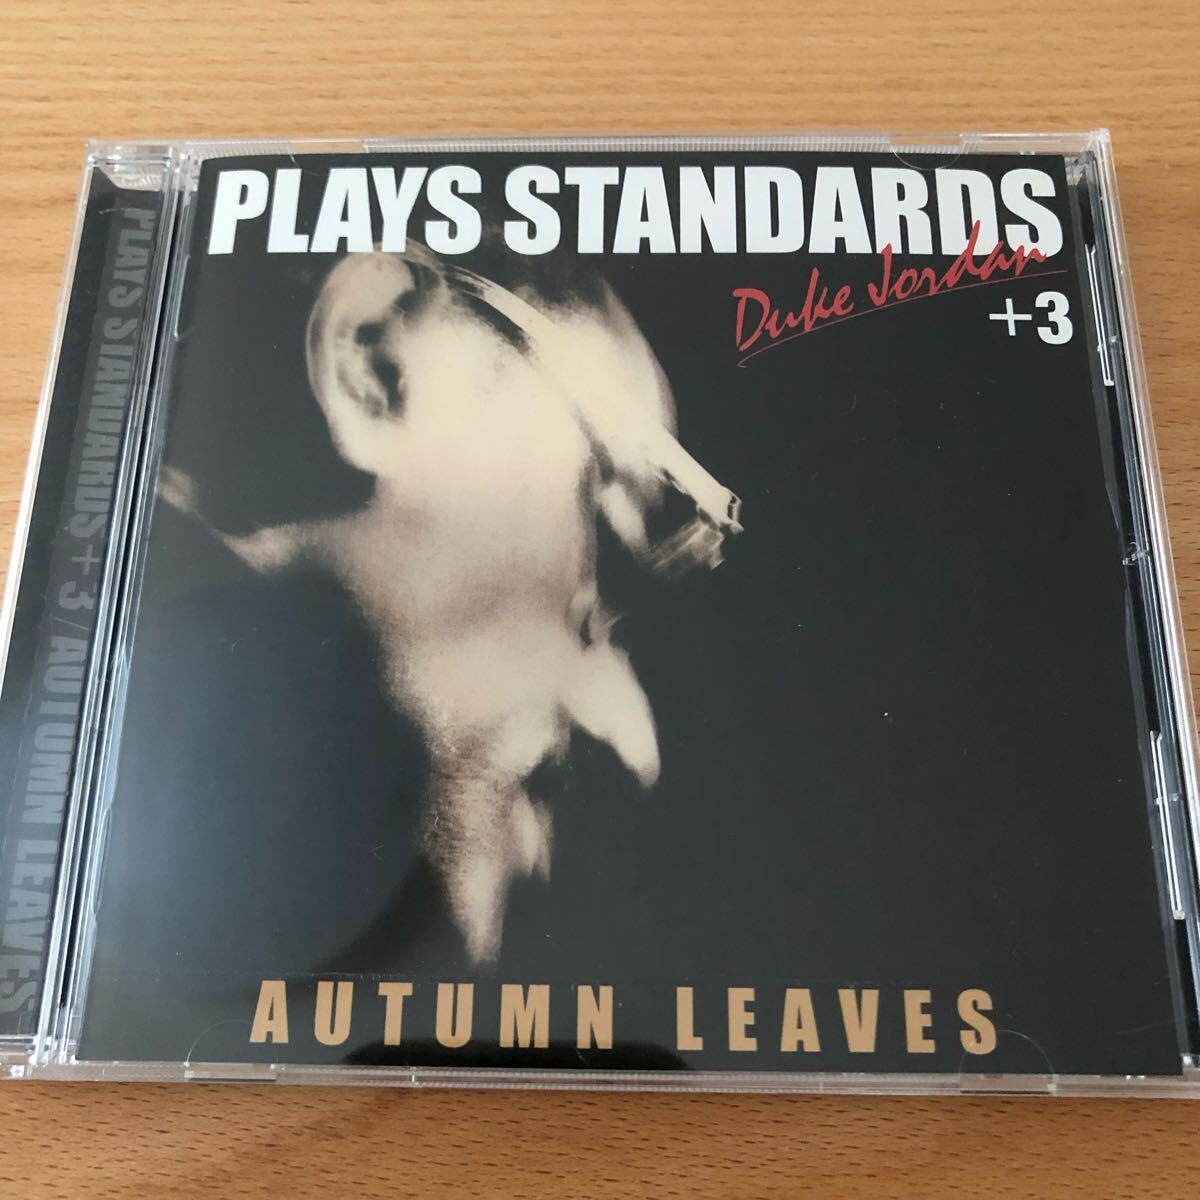 PLAYS STANDARDS
Duke Jordan
+3
AUTUMN LEAVES
PLAYS STANDARDS+3/AUTUMN LEAVES